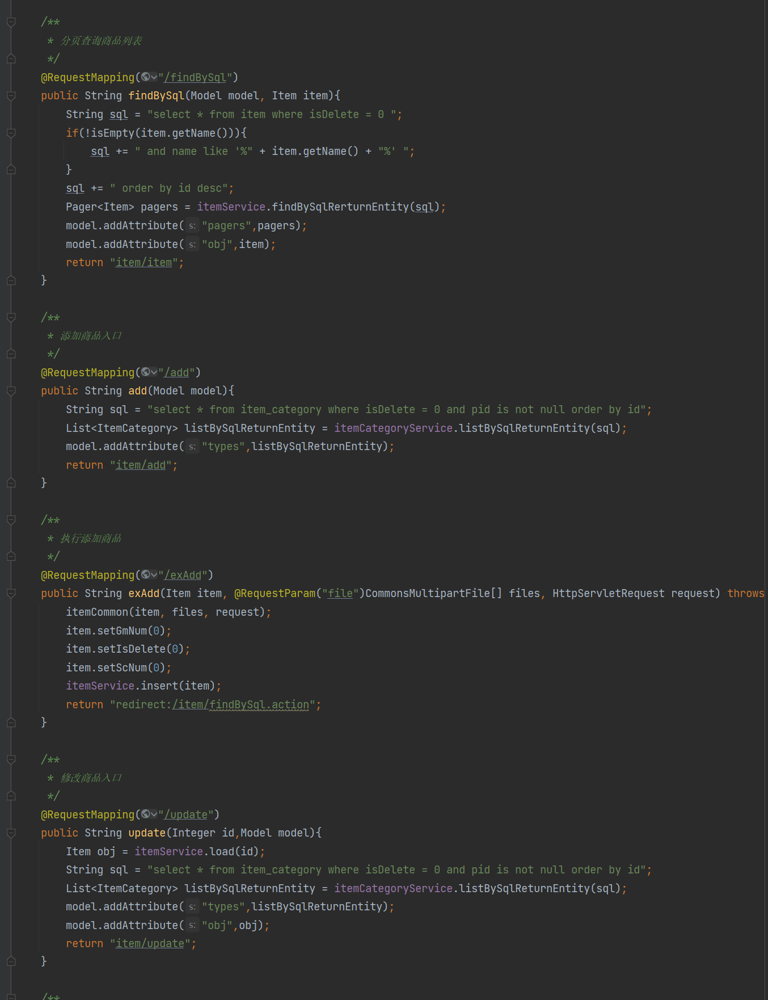 /**
 * 分页查询商品列表
 */
@RequestMapping("/findBySql")
public String findBySql(Model model, Item item){
    String sql = "select * from item where isDelete = 0 ";
    if(!isEmpty(item.getName())){
        sql += " and name like '%" + item.getName() + "%' ";
    }
    sql += " order by id desc";
    Pager<Item> pagers = itemService.findBySqlRerturnEntity(sql);
    model.addAttribute( s: "pagers",pagers);
    model.addAttribute( s: "obj",item);
    return "item/item";
}
/**
 * 添加商品入口
 */
@RequestMapping("/add")
public String add(Model model){
    String sql = "select * from item_category where isDelete = 0 and pid is not null order by id";
    List<ItemCategory> listBySqlReturnEntity = itemCategoryService.listBySqlReturnEntity(sql);
    model.addAttribute( s: "types",listBySqlReturnEntity);
    return "item/add";
}
/**
 * 执行添加商品
 */
@RequestMapping("/exAdd")
public String exAdd(Item item, @RequestParam("file")CommonsMultipartFile[] files, HttpServletRequest request) throws
    itemCommon(item, files, request);
    item.setGmNum(0);
    item.setIsDelete(0);
    item.setScNum(0);
    itemService.insert(item);
    return "redirect:/item/findBySql.action";
}
/**
 * 修改商品入口
 */
@RequestMapping("/update")
public String update(Integer id,Model model){
    Item obj = itemService.load(id);
    String sql = "select * from item_category where isDelete = 0 and pid is not null order by id";
    List<ItemCategory> listBySqlReturnEntity = itemCategoryService.listBySqlReturnEntity(sql);
    model.addAttribute( s: "types",listBySqlReturnEntity);
    model.addAttribute( s: "obj",obj);
    return "item/update";
}
/**